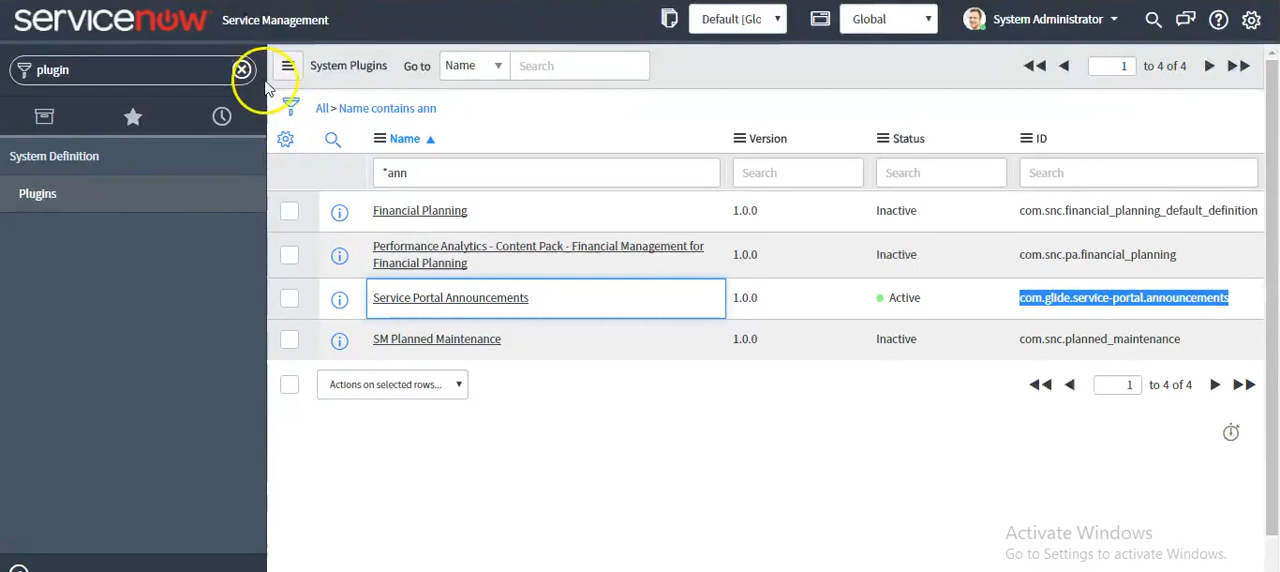 servicenow Service Management Default [Glo Global System Administrator
plugin System Plugins Go to Name Search 1 to 4 of 4
All > Name contains ann
Name Version Status ID
*ann Search Search Search
System Definition
Plugins
Financial Planning 1.0.0 Inactive com.snc.financial_planning_default_definition
Performance Analytics - Content Pack - Financial Management for
Financial Planning 1.0.0 Inactive com.snc.pa.financial_planning
Service Portal Announcements 1.0.0 Active com.glide.service-portal.announcements
SM Planned Maintenance 1.0.0 Inactive com.snc.planned_maintenance
Actions on selected rows... 1 to 4 of 4
Activate Windows
Go to Settings to activate Windows.